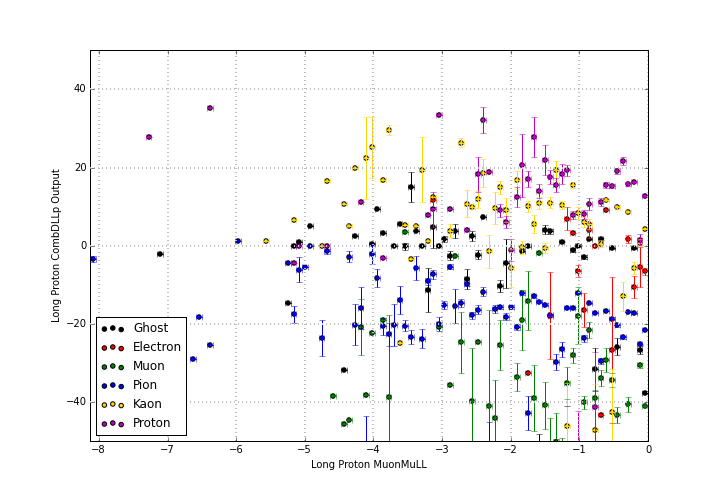 40
20
0
−20
−40
−8
−7
−6
−5
−4
−3
−2
−1
0
Long Proton CombDLLp Output
Long Proton MuonMuLL
Ghost
Electron
Muon
Pion
Kaon
Proton